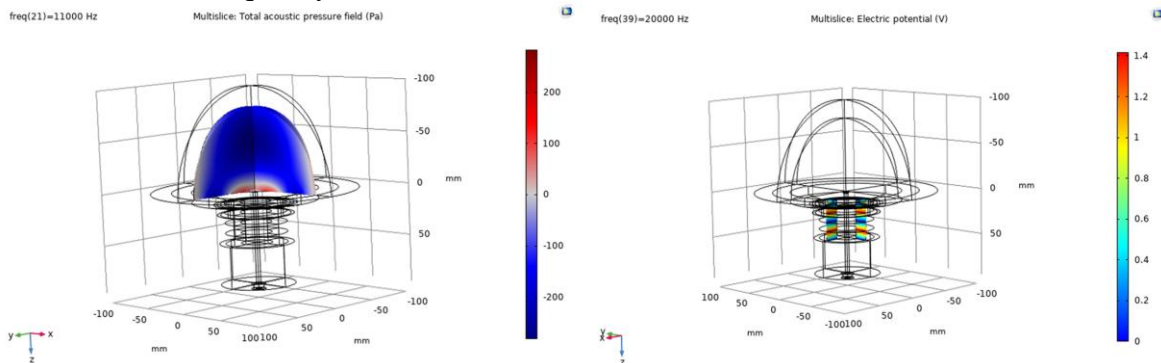 freq(21)=11000 Hz
Multislice: Total acoustic pressure field (Pa)
-100
-50
0
mm
50
200
100
0
-100
-200
-100
-50
0
50
100
100
50
0
-50
-100
mm
mm
y
x
z
freq(39)=20000 Hz
Multislice: Electric potential (V)
-100
-50
0
mm
50
1.4
1.2
1
0.8
0.6
0.4
0.2
0
100
50
0
-50
-100
100
50
0
-50
-100
mm
mm
y
x
z